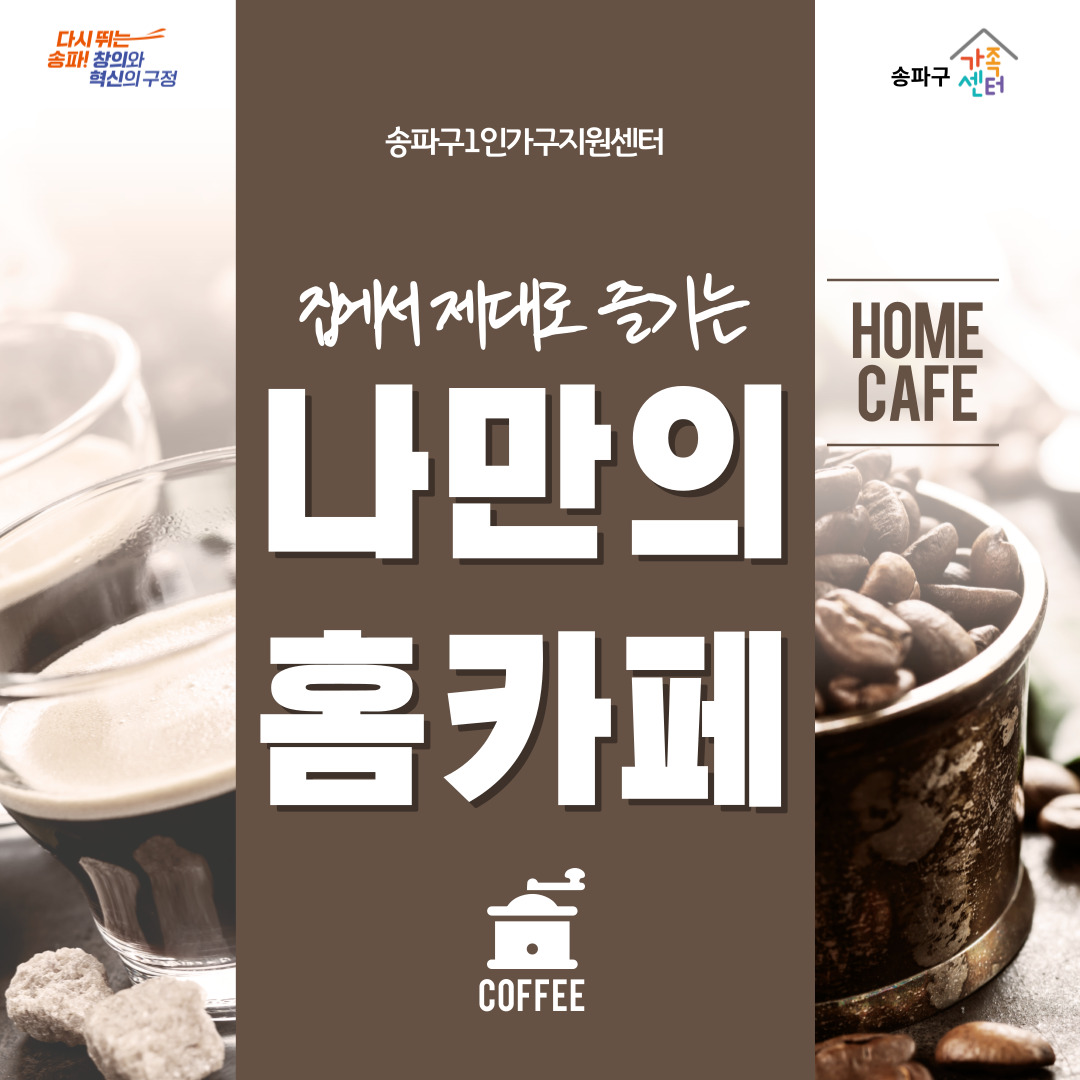 다시 뛰는
송파! 창의와
혁신의 구정
송파구 가족
센터
송파구1인가구지원센터
집에서 제대로 즐기는
나만의
홈카페
HOME
CAFE
COFFEE